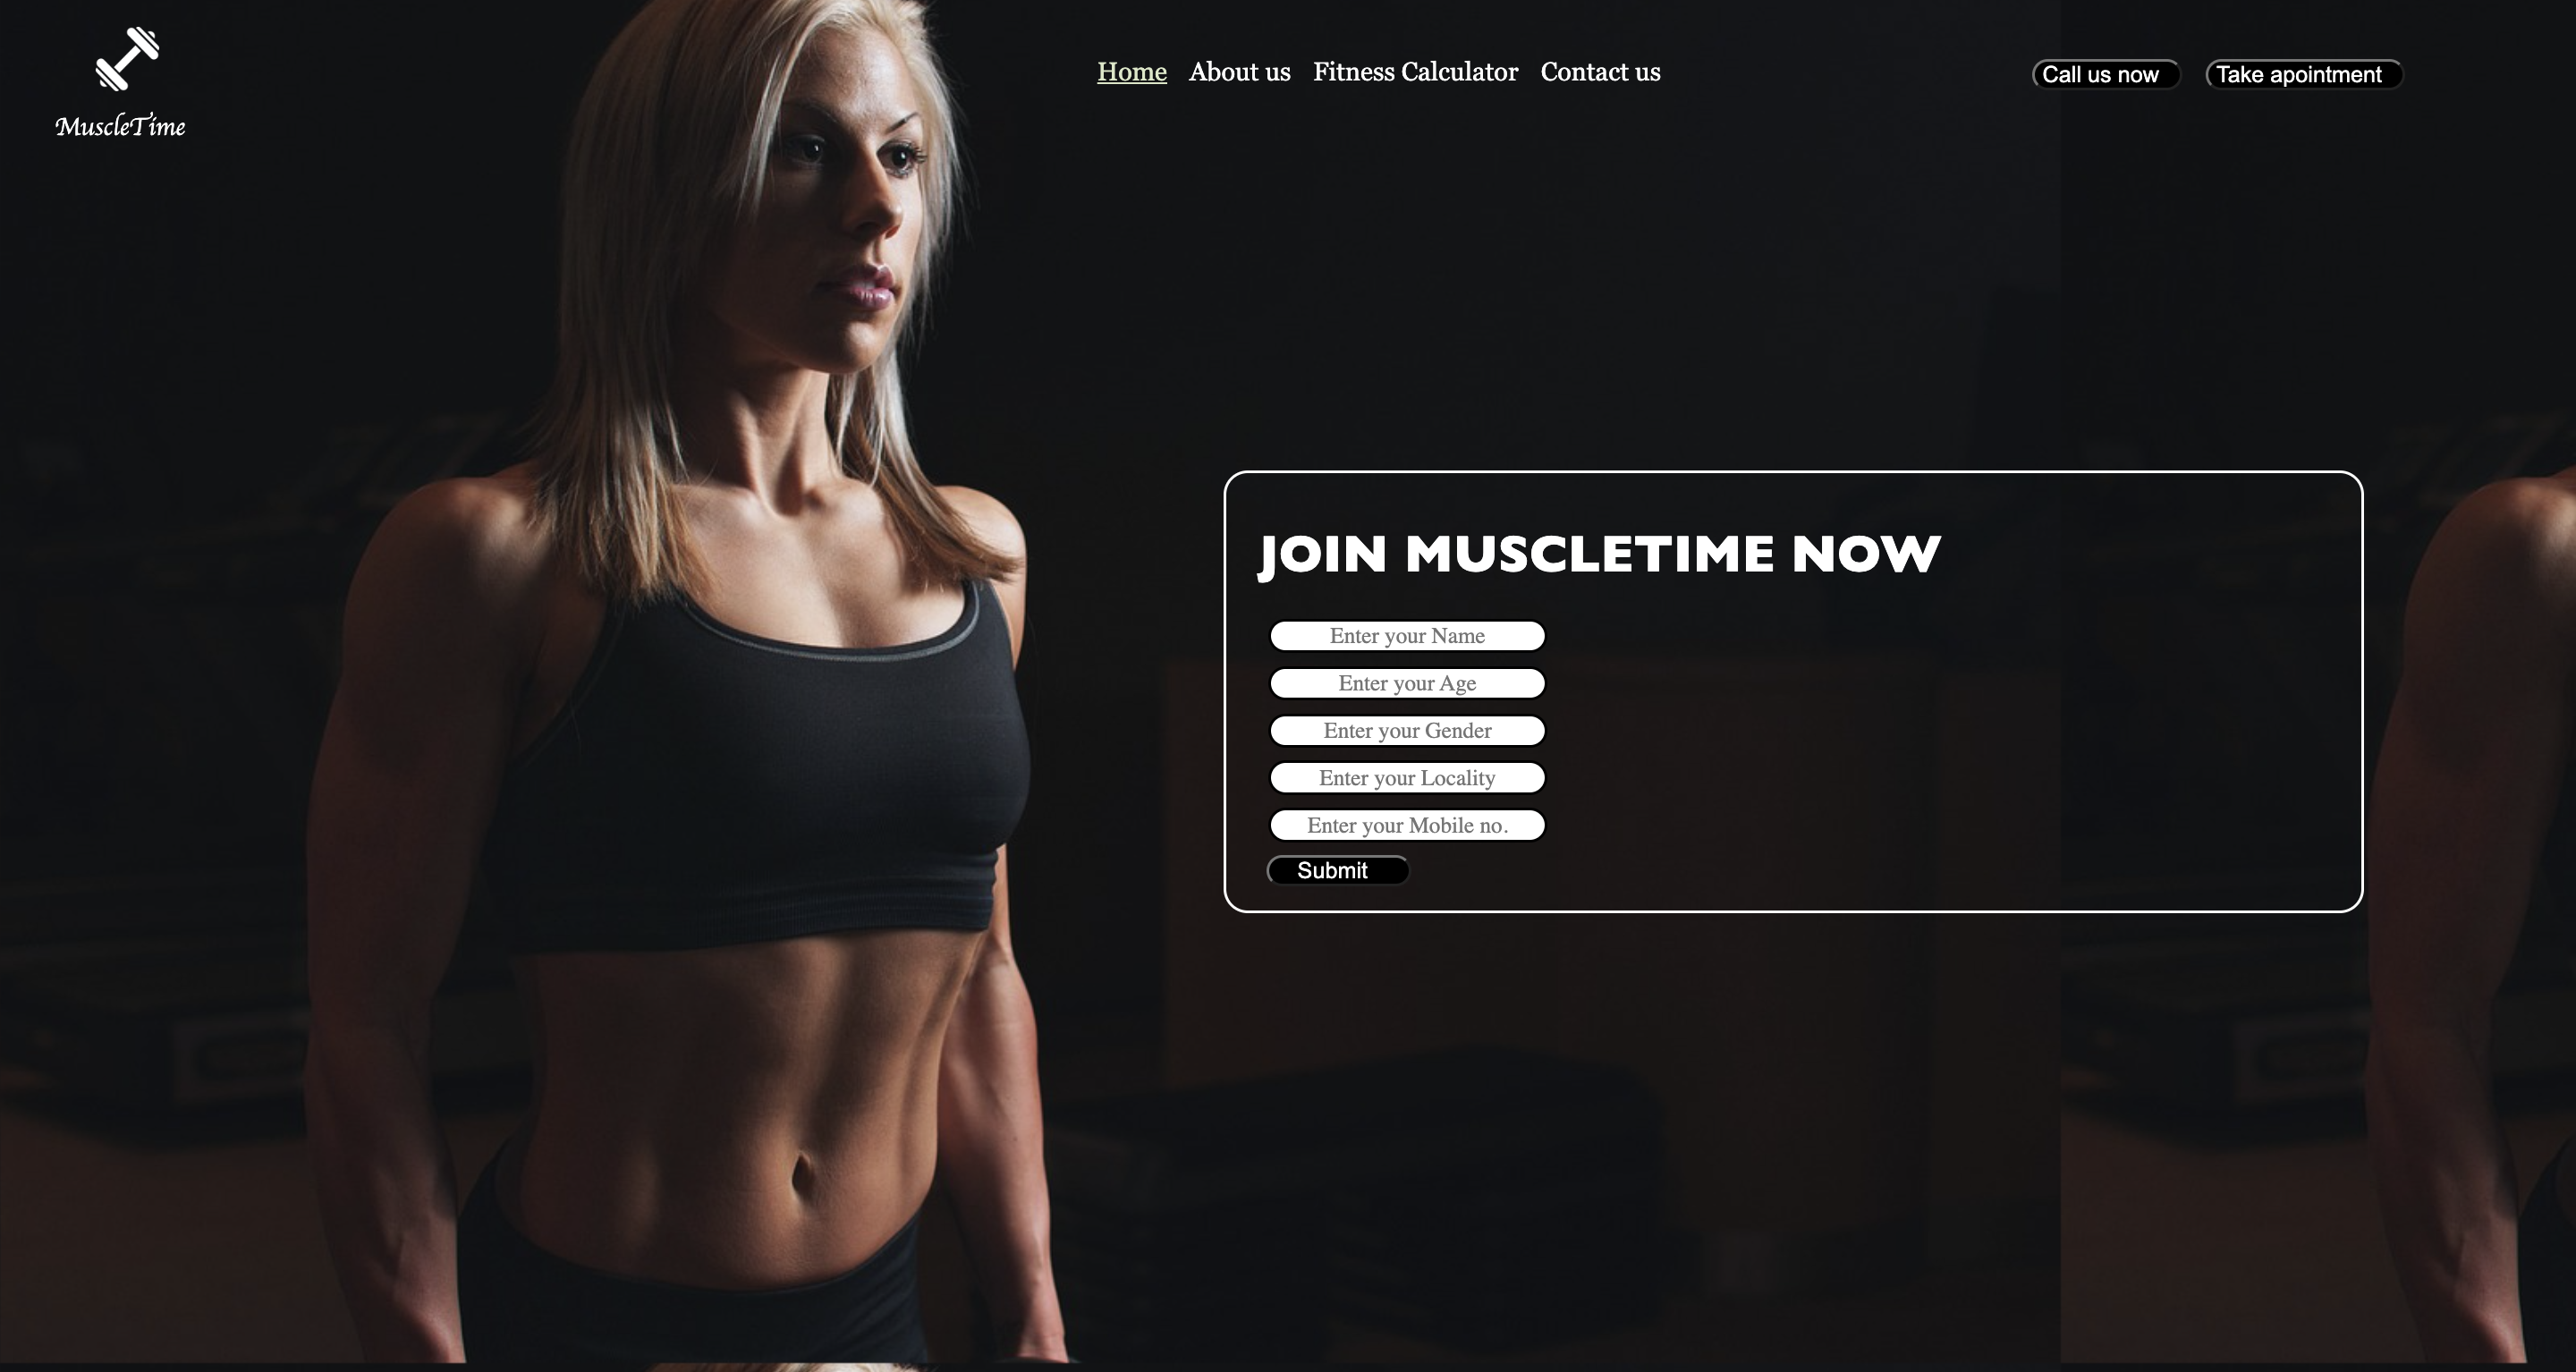 MuscleTime
Home About us Fitness Calculator Contact us
Call us now Take apointment
JOIN MUSCLETIME NOW
Enter your Name
Enter your Age
Enter your Gender
Enter your Locality
Enter your Mobile no.
Submit